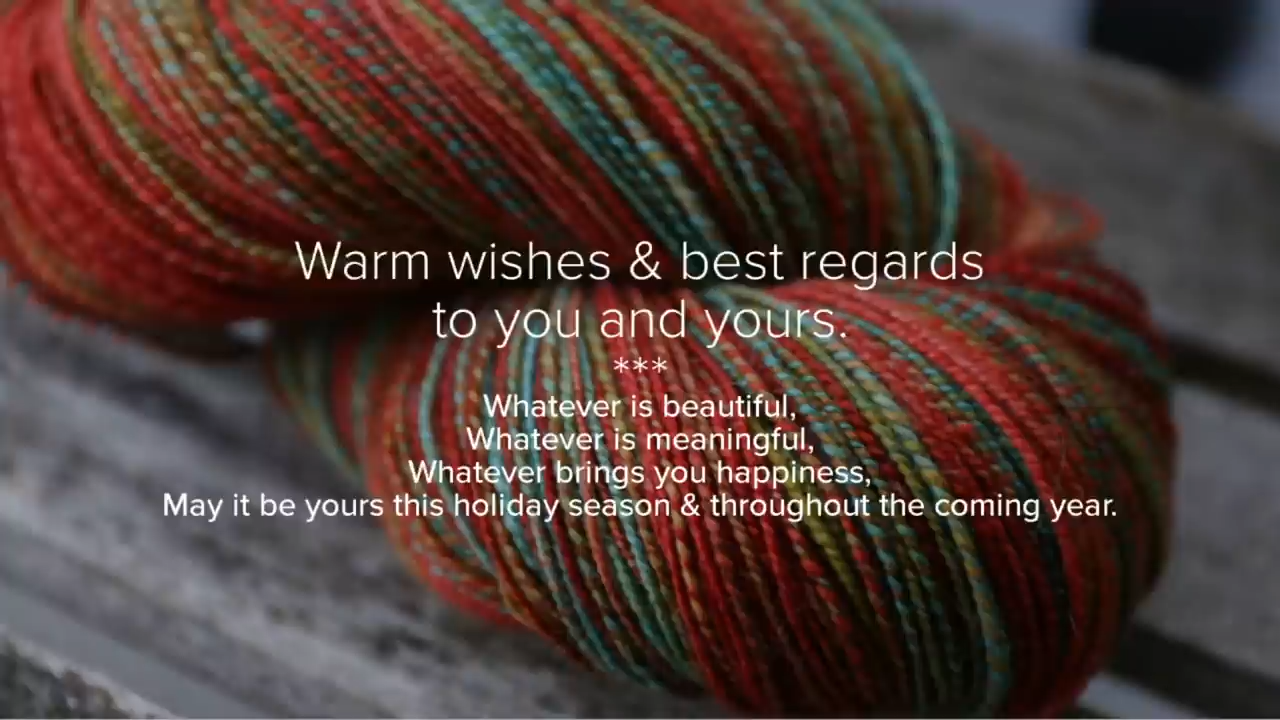 Warm wishes & best regards
to you and yours.
***
Whatever is beautiful,
Whatever is meaningful,
Whatever brings you happiness,
May it be yours this holiday season & throughout the coming year.